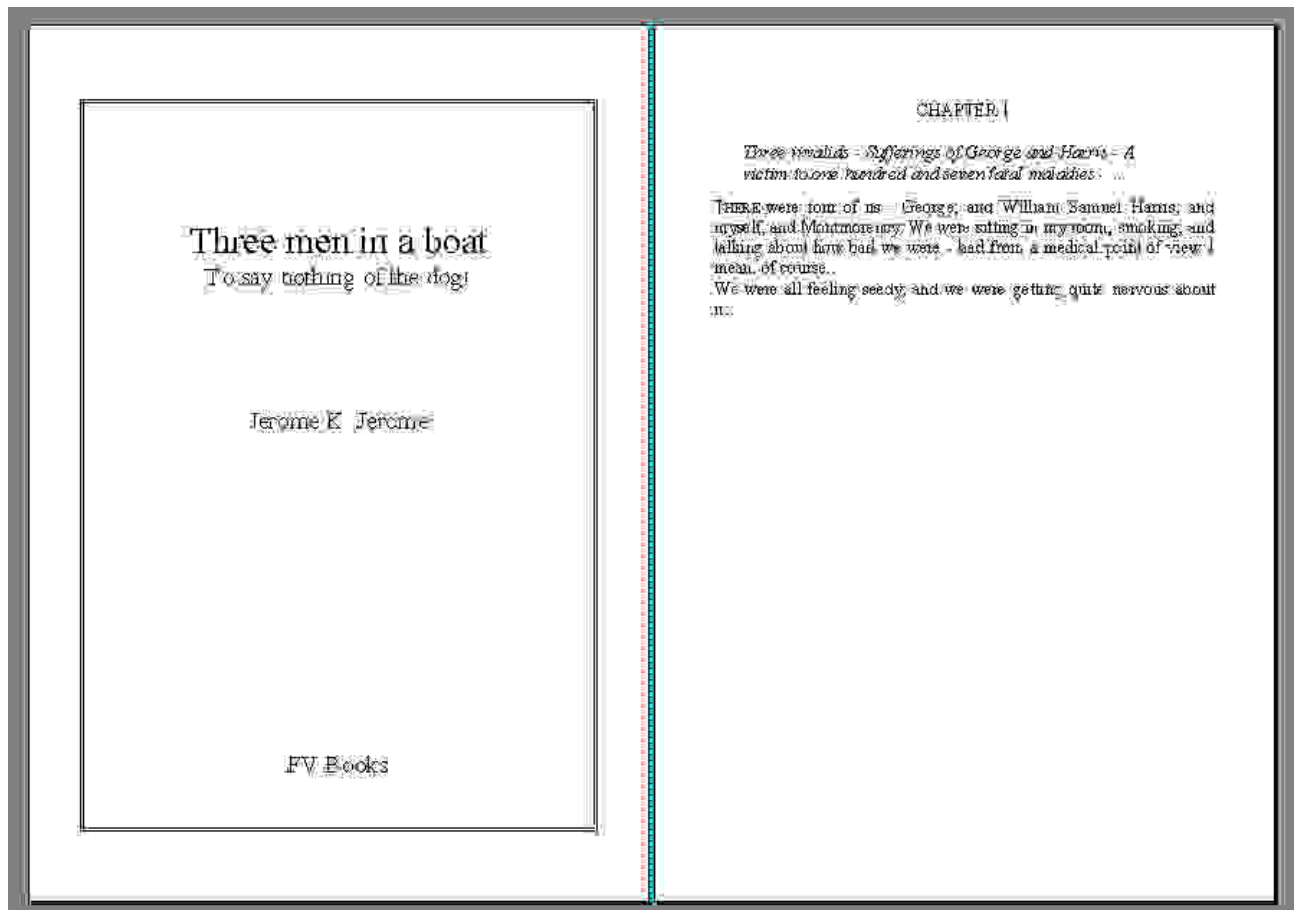 Three men in a boat
To say nothing of the dog!
Jerome K. Jerome
FV Books
CHAPTER I
Three invalids - Sufferings of George and Harris - A
victim to one hundred and seven fatal maladies - ...
THERE were four of us - George, and William Samuel Harris, and
myself, and Montmorency. We were sitting in my room, smoking, and
talking about how bad we were - bad from a medical point of view I
mean, of course.
We were all feeling seedy, and we were getting quite nervous about
it.